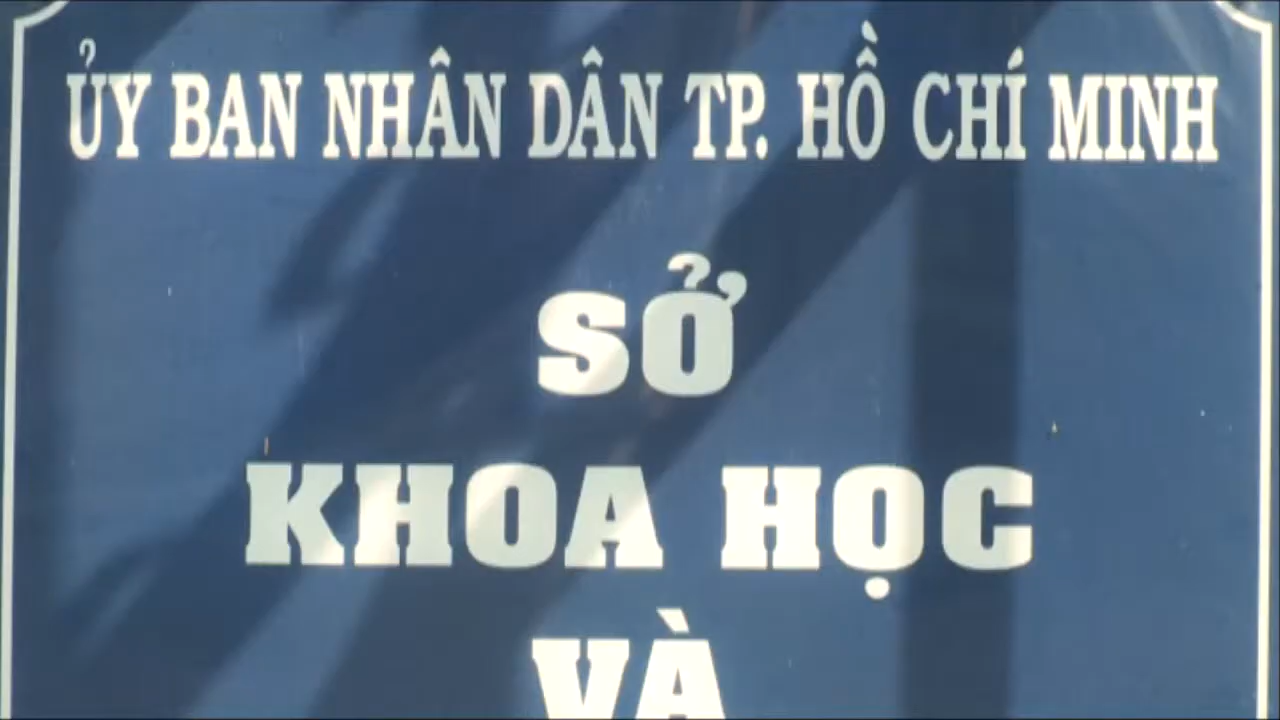 ỦY BAN NHÂN DÂN TP. HỒ CHÍ MINH
SỞ
KHOA HỌC
VÀ